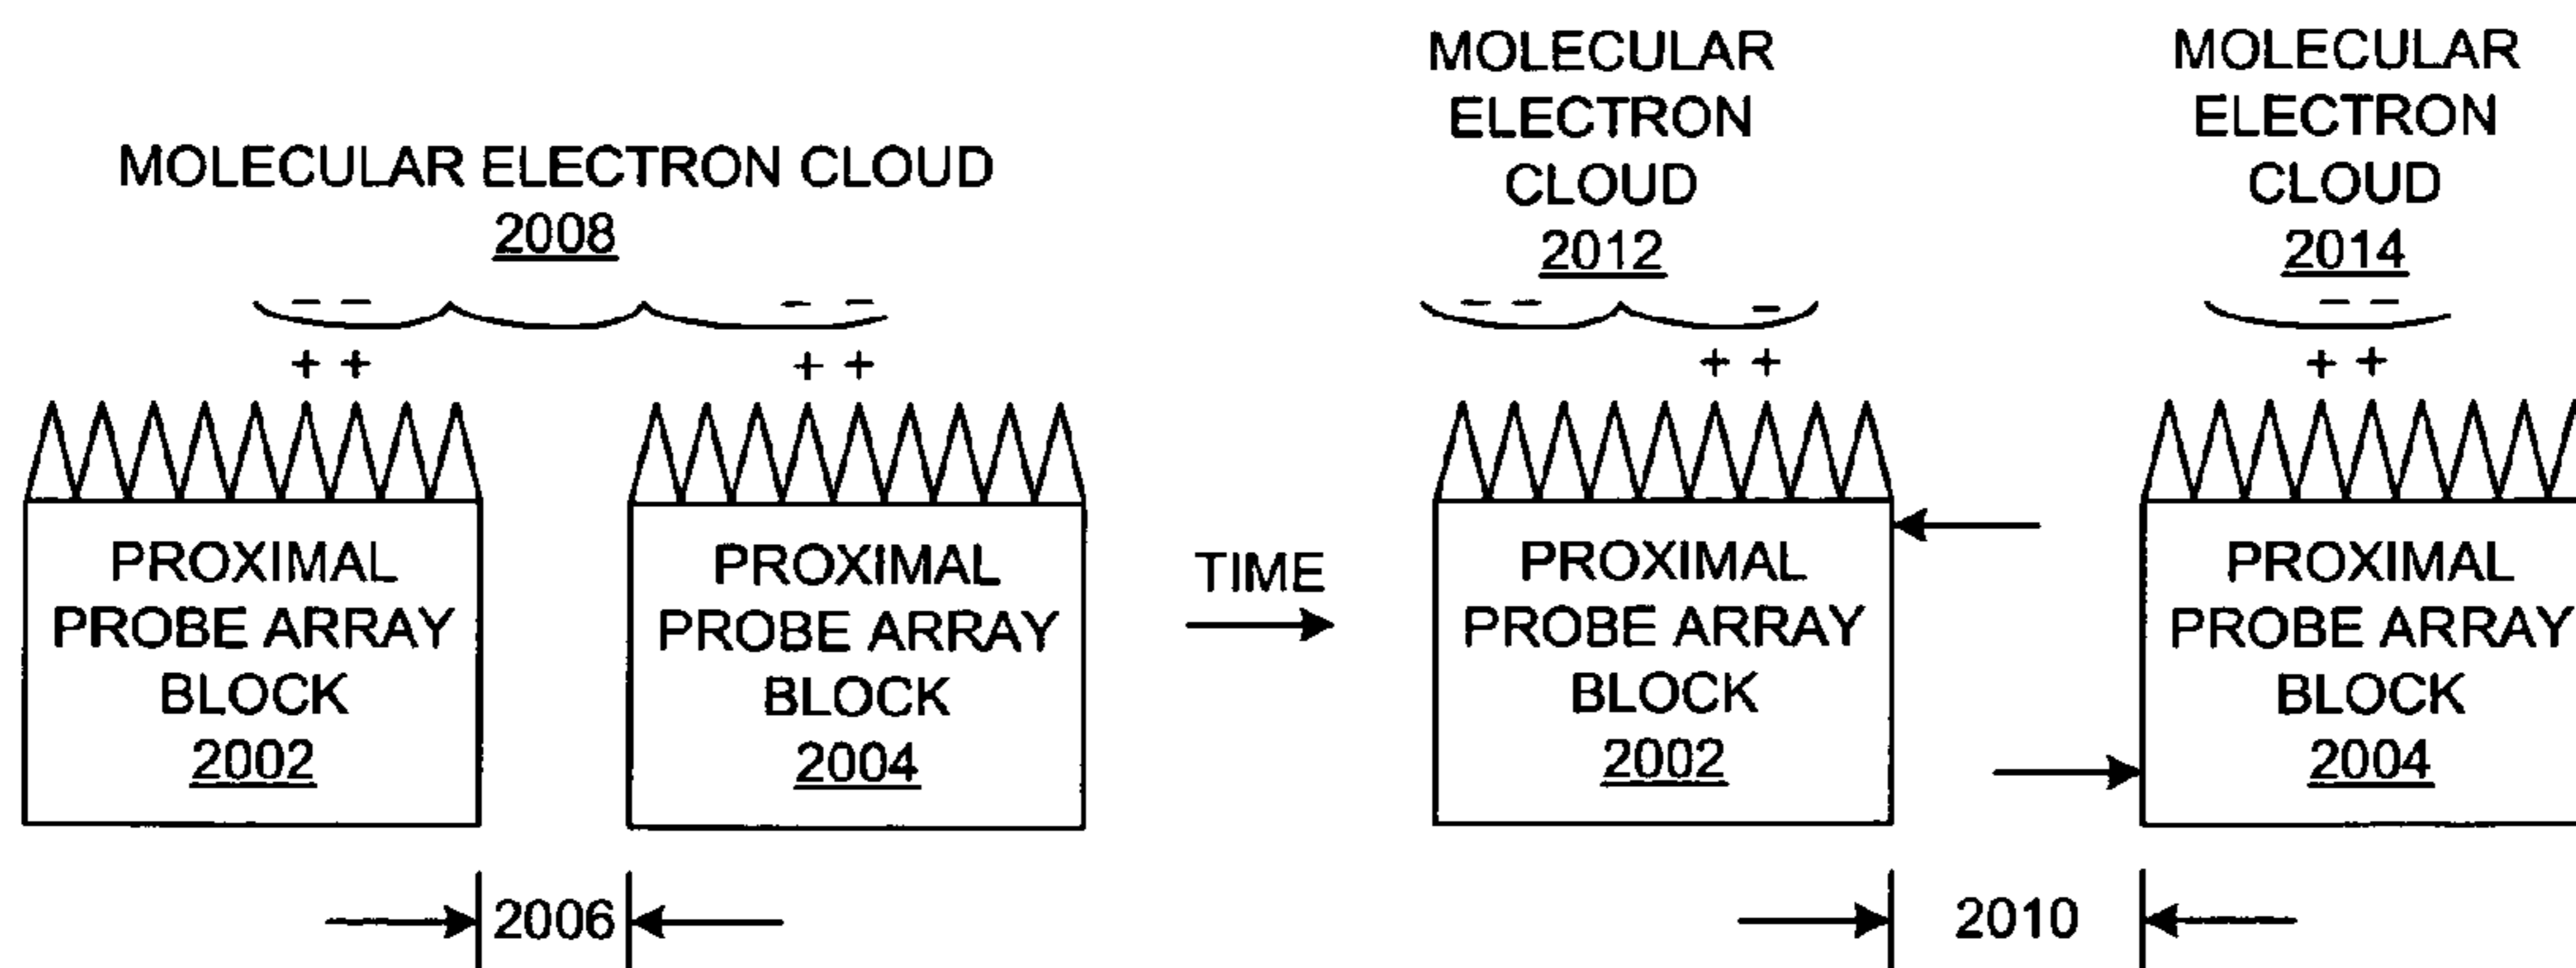 MOLECULAR ELECTRON CLOUD
2008
− −
− −
+ +
+ +
PROXIMAL
PROBE ARRAY
BLOCK
2002
PROXIMAL
PROBE ARRAY
BLOCK
2004
2006
TIME
MOLECULAR
ELECTRON
CLOUD
2012
− −
−
+ +
PROXIMAL
PROBE ARRAY
BLOCK
2002
MOLECULAR
ELECTRON
CLOUD
2014
− −
+ +
PROXIMAL
PROBE ARRAY
BLOCK
2004
2010